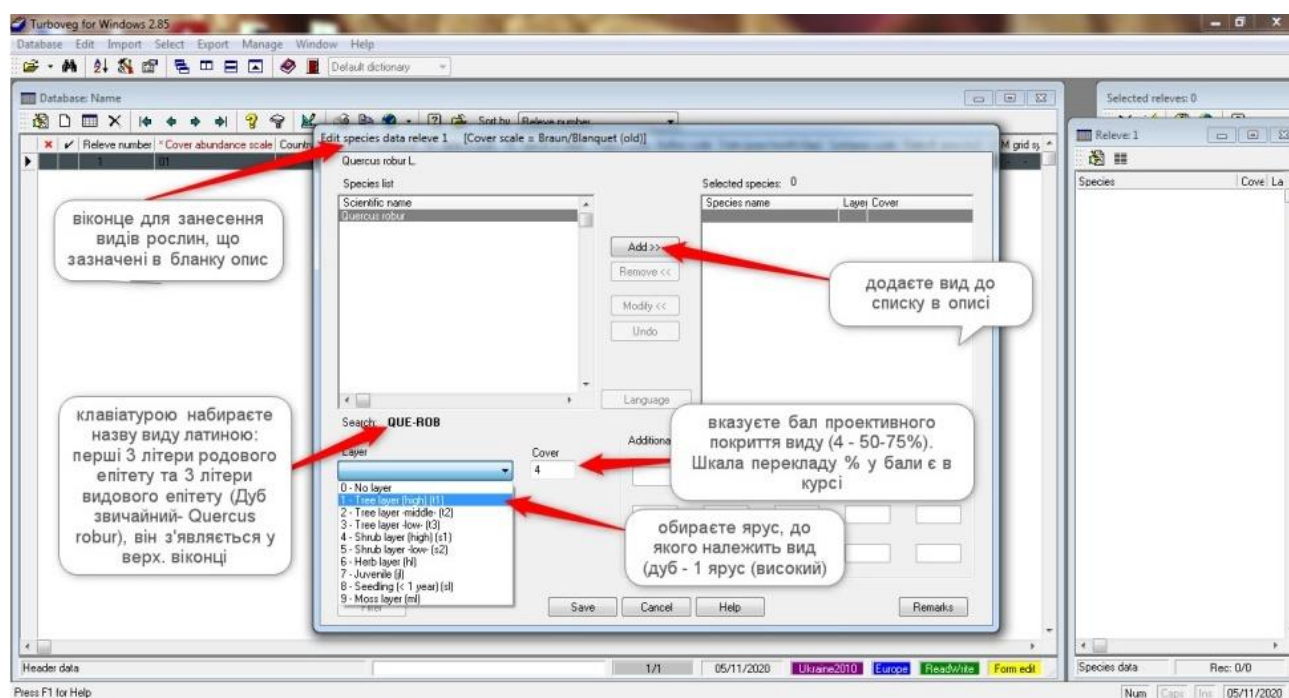 Turboveg for Windows 2.85
Database Edit Import Select Export Manage Window Help
Default dictionary
Database: Name
Selected releves: 0
Sort by Releve number
Releve number * Cover abundance scale Countr
M grid sy
1 01
Edit species data releve 1 [Cover scale = Braun/Blanquet (old)]
Quercus robur L.
Species list
Selected species: 0
Scientific name
Species name Layer Cover
Quercus robur
Add >>
Remove <<
Modify <<
Undo
Language
Search: QUE-ROB
Layer
Cover
Additiona
4
0 - No layer
1 - Tree layer (high) (t1)
2 - Tree layer -middle- (t2)
3 - Tree layer -low- (t3)
4 - Shrub layer (high) (s1)
5 - Shrub layer -low- (s2)
6 - Herb layer (hl)
7 - Juvenile (jl)
8 - Seedling (< 1 year) (sl)
9 - Moss layer (ml)
Save Cancel Help Remarks
віконце для занесення
видів рослин, що
зазначені в бланку опис
додаєте вид до
списку в описі
клавіатурою набираєте
назву виду латиною:
перші 3 літери родового
епітету та 3 літери
видового епітету (Дуб
звичайний- Quercus
robur), він з'являється у
верх. віконці
вказуєте бал проективного
покриття виду (4 - 50-75%).
Шкала перекладу % у бали є в
курсі
обираєте ярус, до
якого належить вид
(дуб - 1 ярус (високий)
Releve: 1
Species Cove La
Header data
1/1 05/11/2020 Ukraine2010 Europe ReadWrite Form edit
Species data Rec: 0/0
Press F1 for Help
Num Caps Ins 05/11/2020